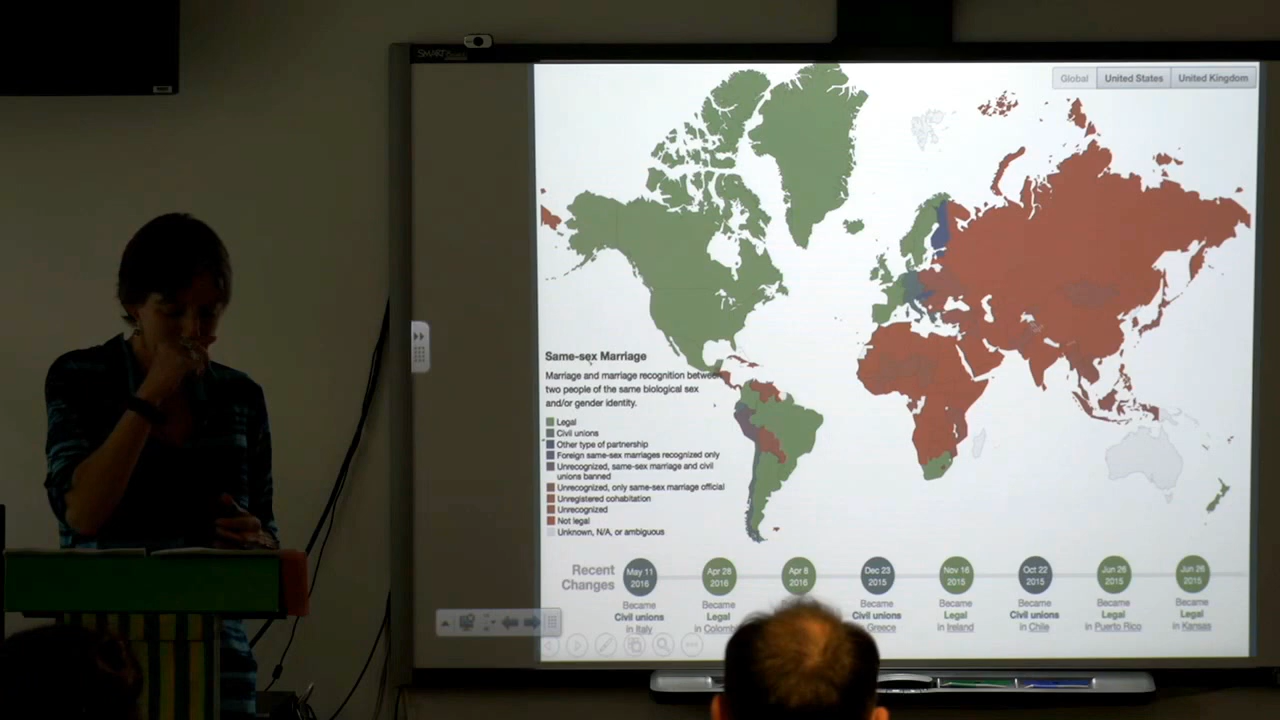 SMART
Global
United States
United Kingdom
Same-sex Marriage
Marriage and marriage recognition between
two people of the same biological sex
and/or gender identity.
Legal
Civil unions
Other type of partnership
Foreign same-sex marriages recognized only
Unrecognized, same-sex marriage and civil
unions banned
Unrecognized, only same-sex marriage official
Unregistered cohabitation
Unrecognized
Not legal
Unknown, N/A, or ambiguous
Recent
Changes
May 11
2016
Became
Civil unions
in Italy
Apr 28
2016
Became
Legal
in Colomb
Apr 8
2016
Dec 23
2015
Became
Civil unions
Greece
Nov 16
2015
Became
Legal
in Ireland
Oct 22
2015
Became
Civil unions
in Chile
Jun 26
2015
Became
Legal
in Puerto Rico
Jun 26
2015
Became
Legal
in Kansas